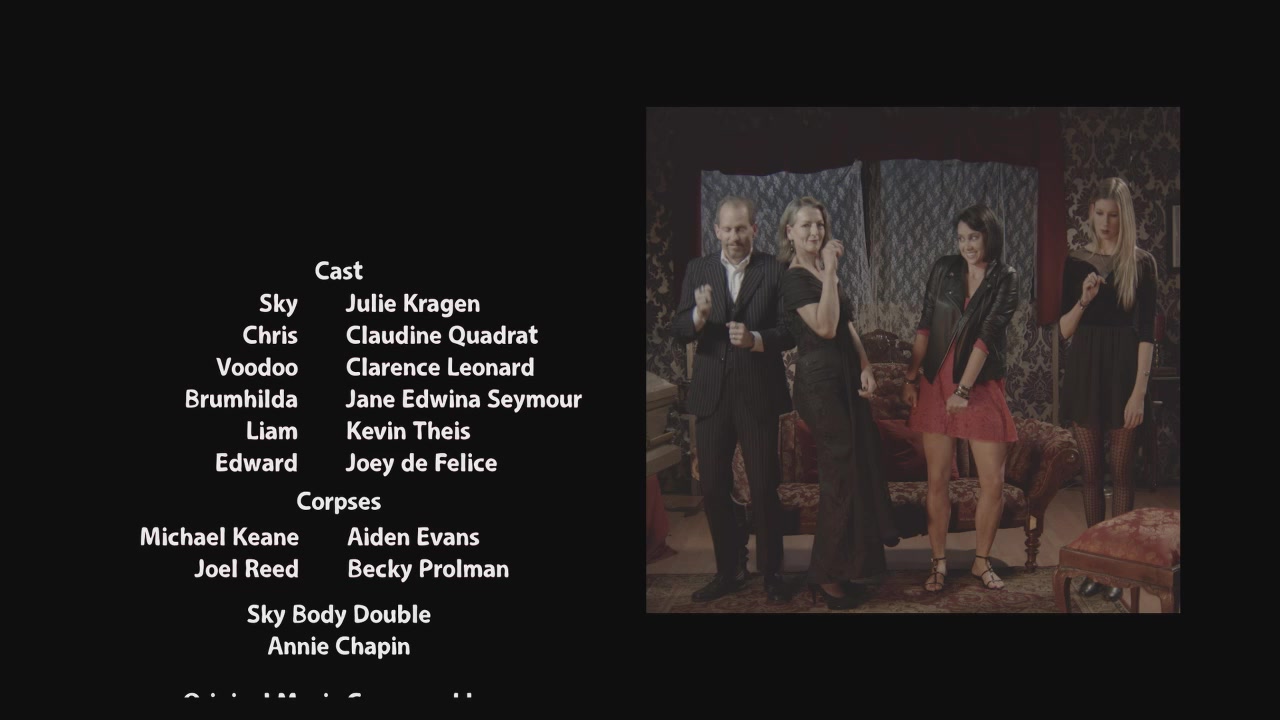 Cast
Sky Julie Kragen
Chris Claudine Quadrat
Voodoo Clarence Leonard
Brumhilda Jane Edwina Seymour
Liam Kevin Theis
Edward Joey de Felice
Corpses
Michael Keane Aiden Evans
Joel Reed Becky Prolman
Sky Body Double
Annie Chapin